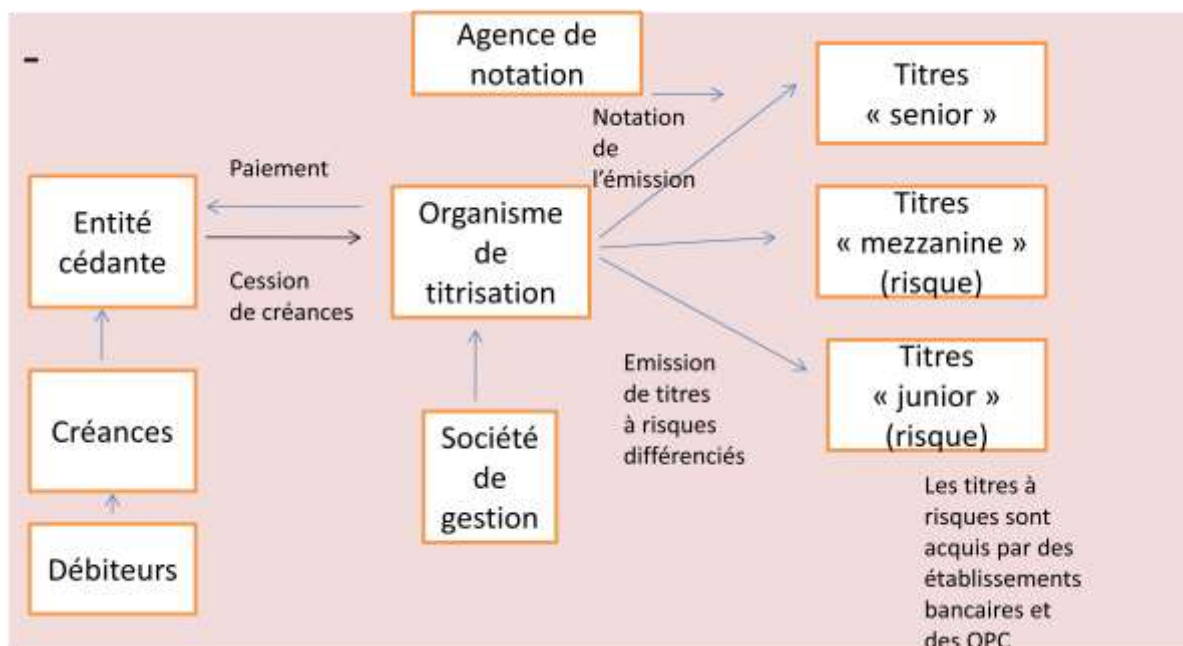 -
Agence de
notation
Titres
« senior »
Notation
de
l'émission
Paiement
Entité
cédante
Organisme
de
titrisation
Titres
« mezzanine »
(risque)
Cession
de créances
Emission
de titres
à risques
différenciés
Titres
« junior »
(risque)
Créances
Société
de
gestion
Débiteurs
Les titres à
risques sont
acquis par des
établissements
bancaires et
des OPC